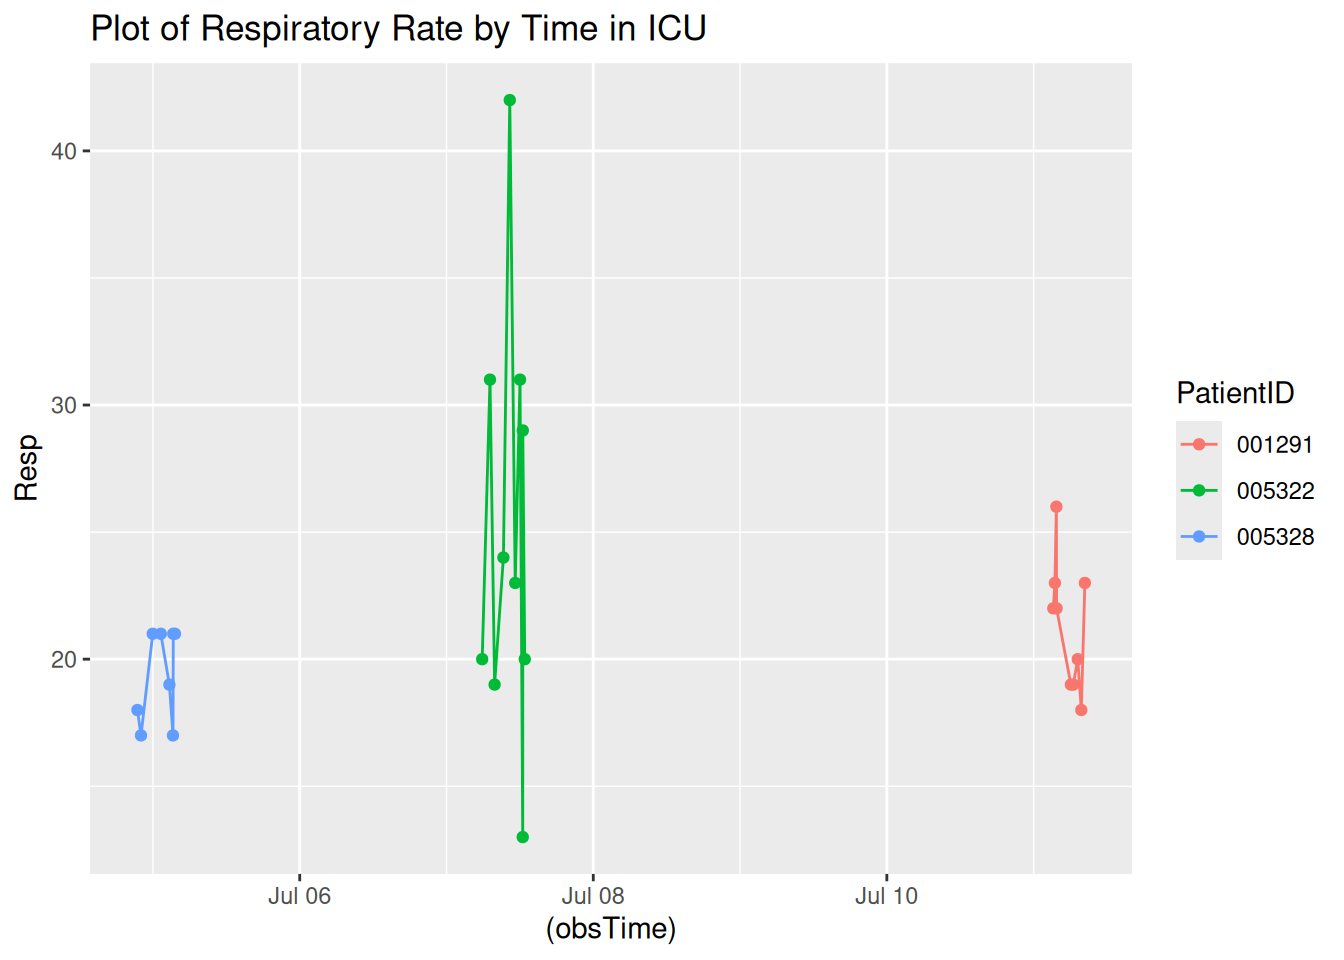 Plot of Respiratory Rate by Time in ICU
40
30
20
Resp
Jul 06
Jul 08
Jul 10
(obsTime)
PatientID
001291
005322
005328